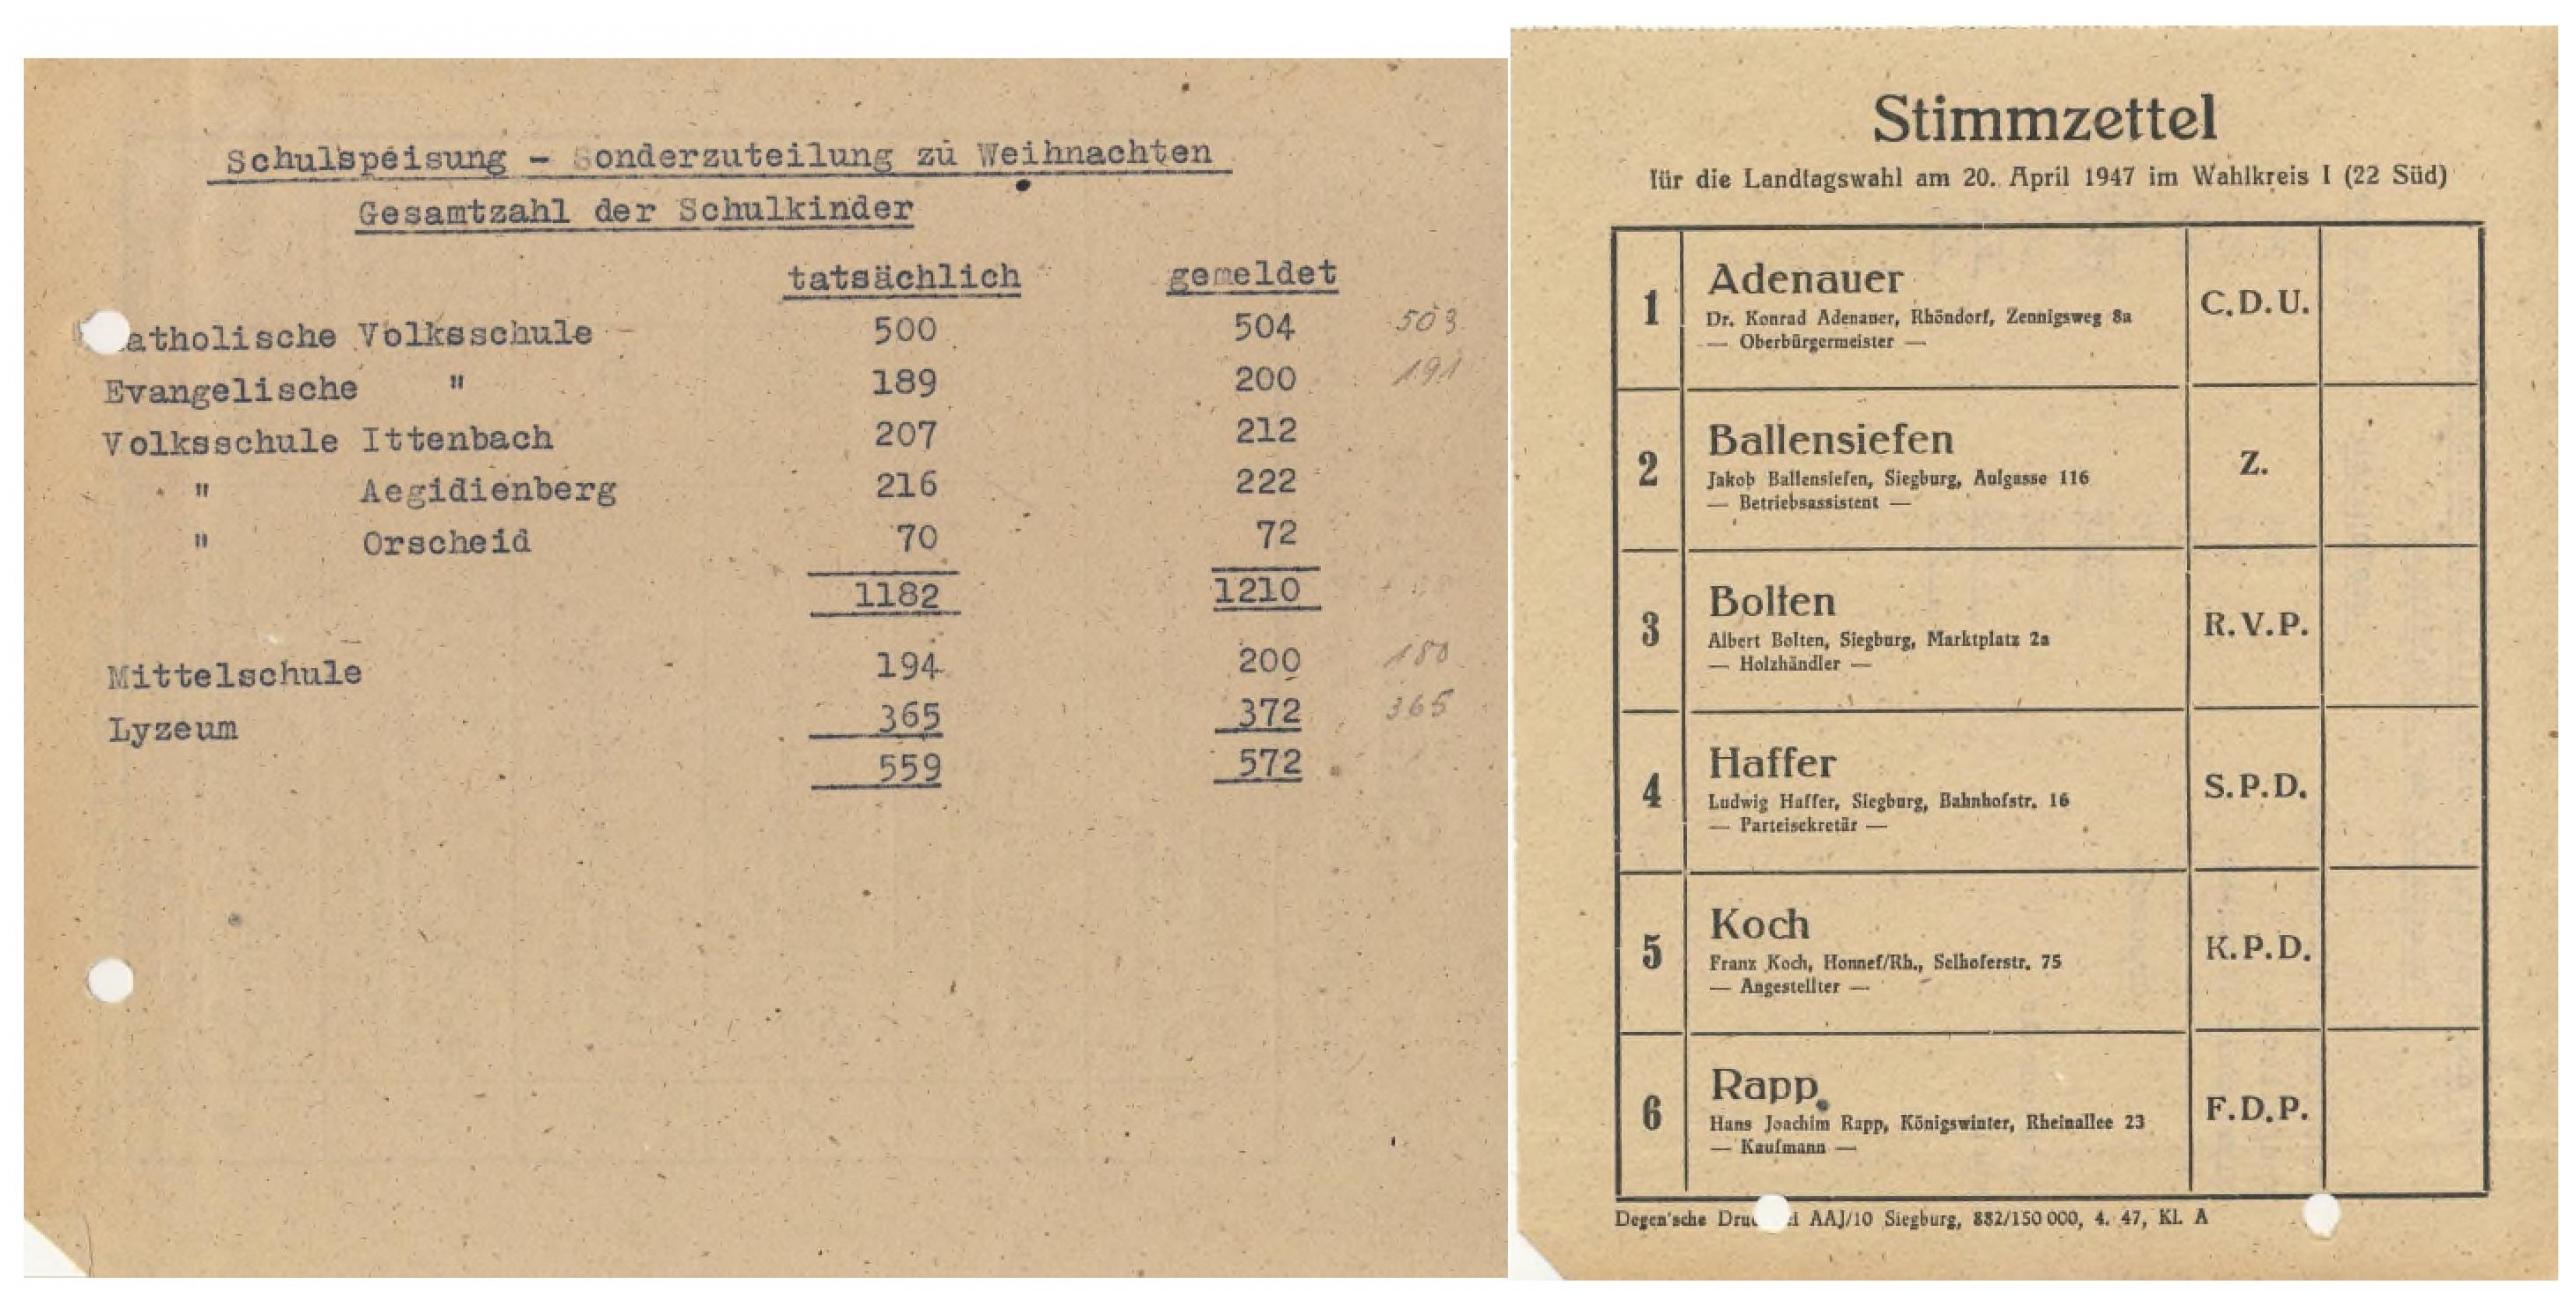 Schulspeisung - Sonderzuteilung zu Weihnachten
Gesamtzahl der Schulkinder
tatsächlich gemeldet
atholische Volksschule 500 504 503
Evangelische " 189 200 191
Volksschule Ittenbach 207 212
" Aegidienberg 216 222
" Orscheid 70 72
1182 1210
Mittelschule 194 200 180
Lyzeum 365 372 365
559 572
Stimmzettel
für die Landtagswahl am 20. April 1947 im Wahlkreis I (22 Süd)
1 Adenauer C.D.U.
Dr. Konrad Adenauer, Rhöndorf, Zennigsweg 8a
— Oberbürgermeister —
2 Ballensiefen Z.
Jakob Ballensiefen, Siegburg, Aulgasse 116
— Betriebsassistent —
3 Bolten R.V.P.
Albert Bolten, Siegburg, Marktplatz 2a
— Holzhändler —
4 Haffer S.P.D.
Ludwig Haffer, Siegburg, Bahnhofstr. 16
— Parteisekretär —
5 Koch K.P.D.
Franz Koch, Honnef/Rh., Selhoferstr. 75
— Angestellter —
6 Rapp F.D.P.
Hans Joachim Rapp, Königswinter, Rheinallee 23
— Kaufmann —
Degen'sche Dru i AAJ/10 Siegburg, 882/150 000, 4. 47, Kl. A